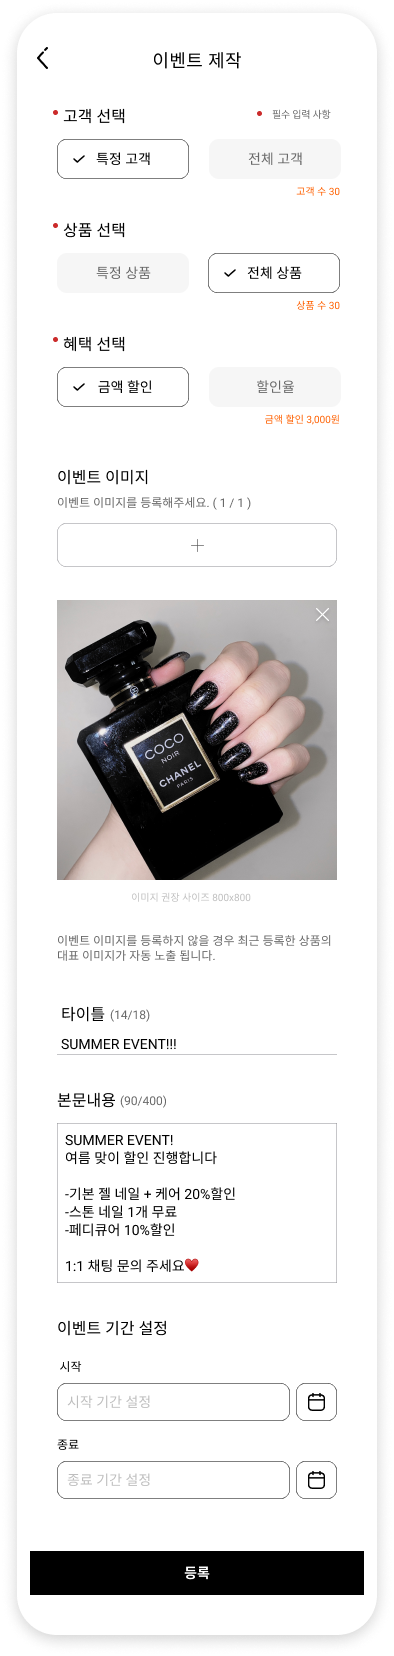 이벤트 제작
고객 선택
필수 입력 사항
특정 고객
전체 고객
고객 수 30
상품 선택
특정 상품
전체 상품
상품 수 30
혜택 선택
금액 할인
할인율
금액 할인 3,000원
이벤트 이미지
이벤트 이미지를 등록해주세요. ( 1 / 1 )
COCO
NOIR
CHANEL
PARIS
이미지 권장 사이즈 800x800
이벤트 이미지를 등록하지 않을 경우 최근 등록한 상품의
대표 이미지가 자동 노출 됩니다.
타이틀 (14/18)
SUMMER EVENT!!!
본문내용 (90/400)
SUMMER EVENT!
여름 맞이 할인 진행합니다
-기본 젤 네일 + 케어 20%할인
-스톤 네일 1개 무료
-페디큐어 10%할인
1:1 채팅 문의 주세요♥️
이벤트 기간 설정
시작
시작 기간 설정
종료
종료 기간 설정
등록